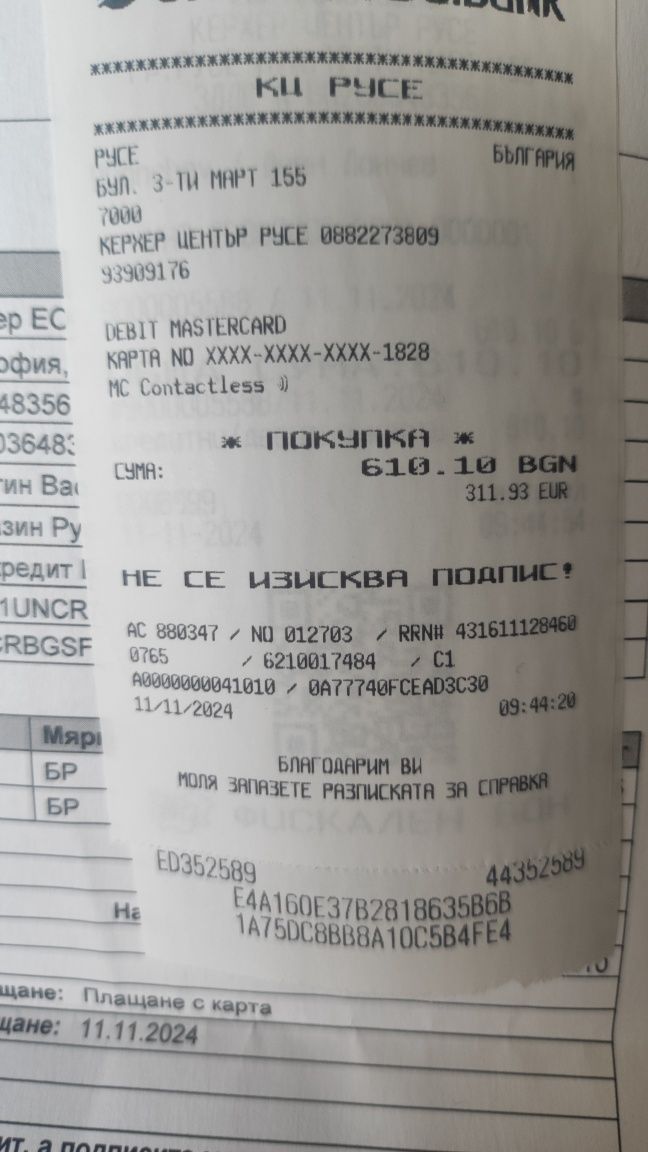 КЦ РУСЕ
РУСЕ БЪЛГАРИЯ
БУЛ. 3-ТИ МАРТ 155
7000
КЕРХЕР ЦЕНТЪР РУСЕ 0882273809
93909176
DEBIT MASTERCARD
КАРТА NO XXXX-XXXX-XXXX-1828
MC Contactless
* ПОКУПКА *
СУМА: 610.10 BGN
311.93 EUR
НЕ СЕ ИЗИСКВА ПОДПИС!
AC 880347 / NO 012703 / RRN# 431611128460
0765 / 6210017484 / C1
A0000000041010 / 0A77740FCEAD3C30
11/11/2024 09:44:20
БЛАГОДАРИМ ВИ
МОЛЯ ЗАПАЗЕТЕ РАЗПИСКАТА ЗА СПРАВКА
ED352589 44352589
E4A160E37B2818635B6B
1A75DC8BB8A10C5B4FE4
48356
1UNCR
БР
БР
Плащане с карта
11.11.2024